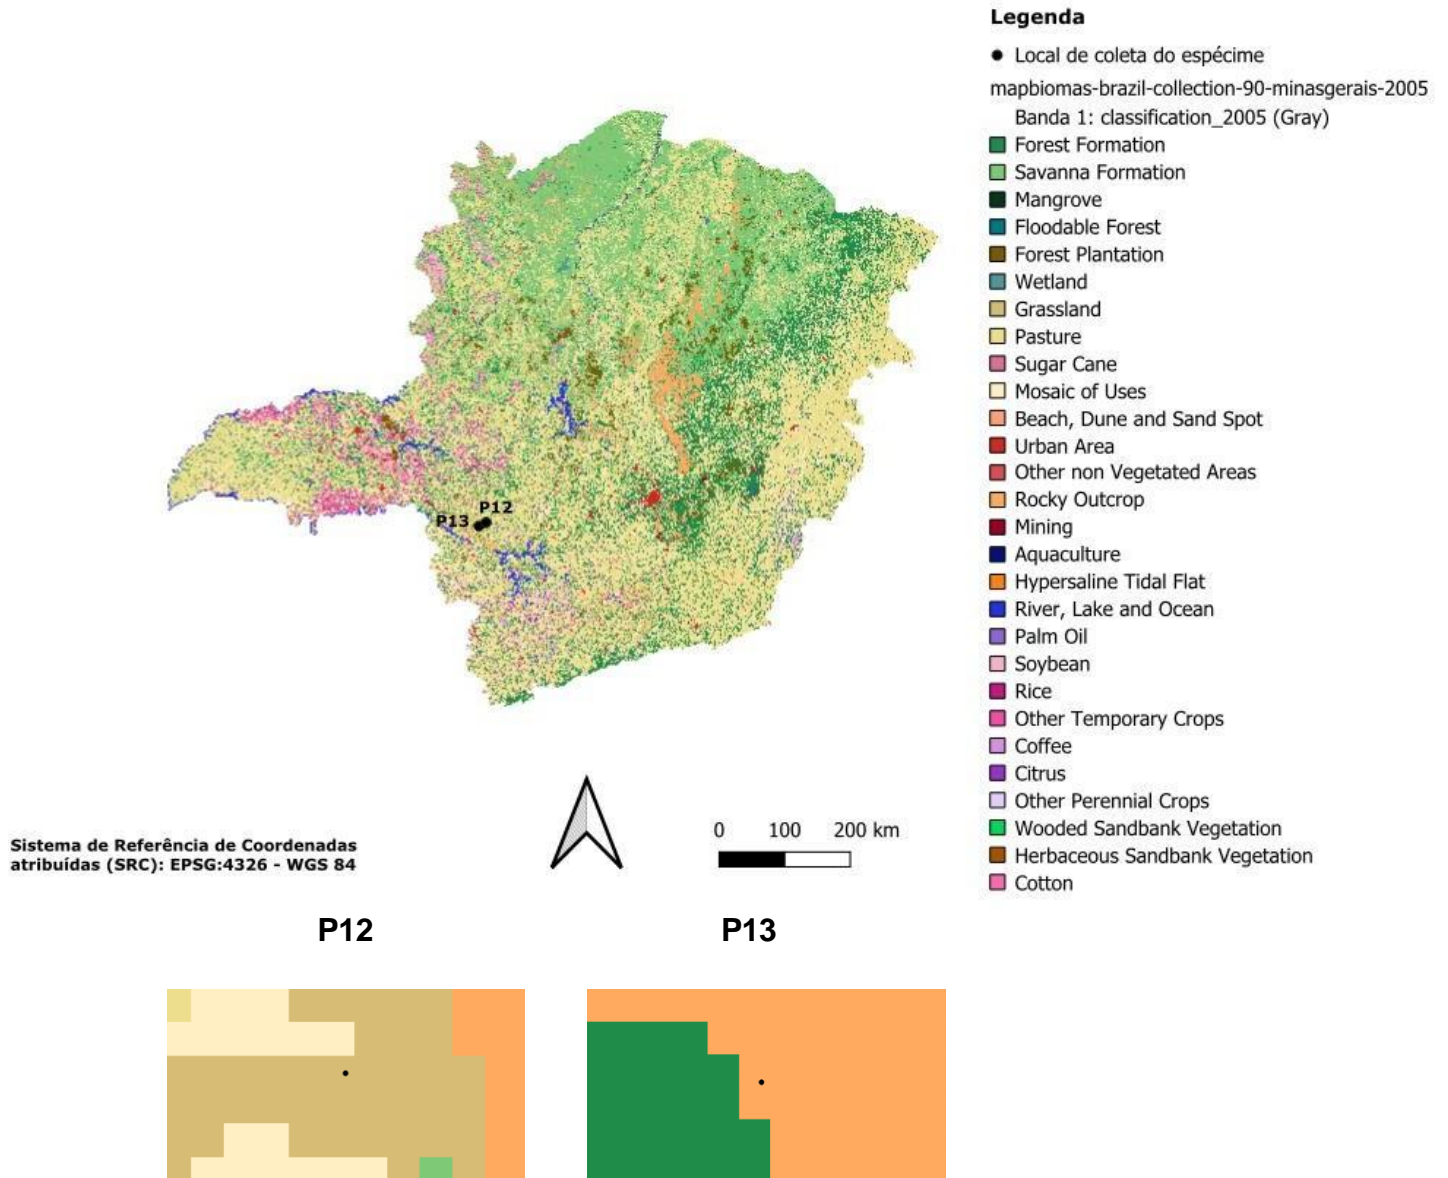 Legenda
Local de coleta do espécime
mapbiomas-brazil-collection-90-minasgerais-2005
Banda 1: classification_2005 (Gray)
Forest Formation
Savanna Formation
Mangrove
Floodable Forest
Forest Plantation
Wetland
Grassland
Pasture
Sugar Cane
Mosaic of Uses
Beach, Dune and Sand Spot
Urban Area
Other non Vegetated Areas
Rocky Outcrop
Mining
Aquaculture
Hypersaline Tidal Flat
River, Lake and Ocean
Palm Oil
Soybean
Rice
Other Temporary Crops
Coffee
Citrus
Other Perennial Crops
Wooded Sandbank Vegetation
Herbaceous Sandbank Vegetation
Cotton
P12
P13
0 100 200 km
Sistema de Referência de Coordenadas
atribuídas (SRC): EPSG:4326 - WGS 84
P12 P13